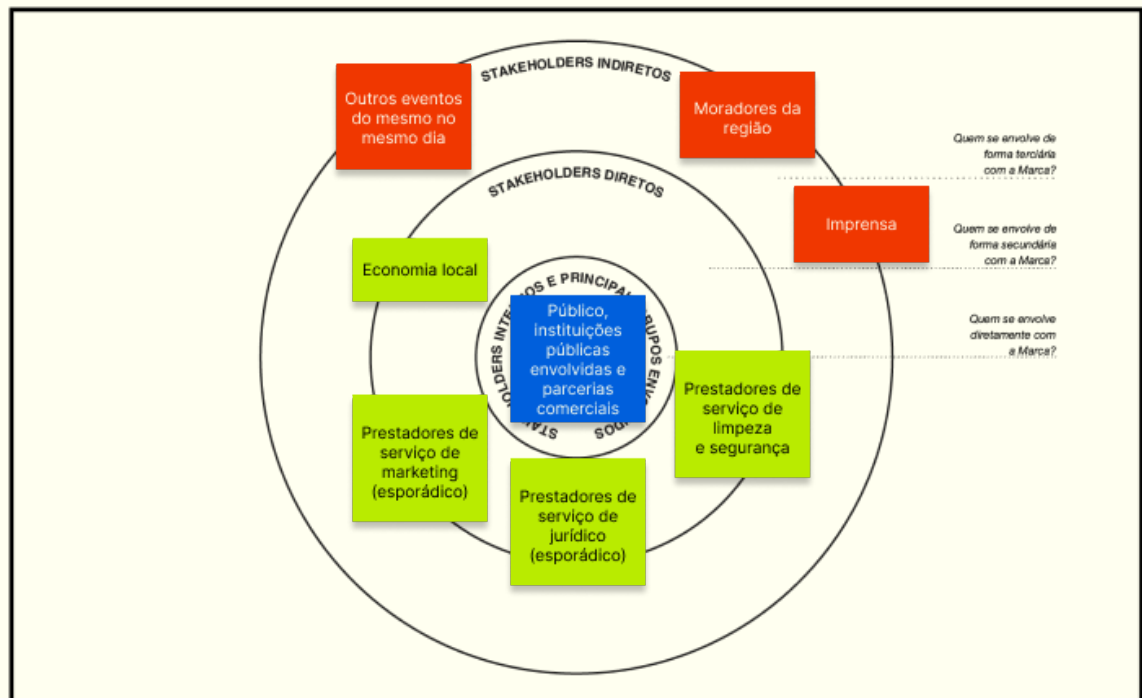 STAKEHOLDERS INDIRETOS
Outros eventos
do mesmo no
mesmo dia
Moradores da
região
Quem se envolve de
forma terciária
com a Marca?
STAKEHOLDERS DIRETOS
Imprensa
Quem se envolve de
forma secundária
com a Marca?
Economia local
Público,
instituições
públicas
envolvidas e
parcerias
comerciais
Quem se envolve
diretamente com
a Marca?
E PRINCIPAI
Prestadores de
serviço de
limpeza
e segurança
Prestadores de
serviço de
marketing
(esporádico)
Prestadores de
serviço de
jurídico
(esporádico)